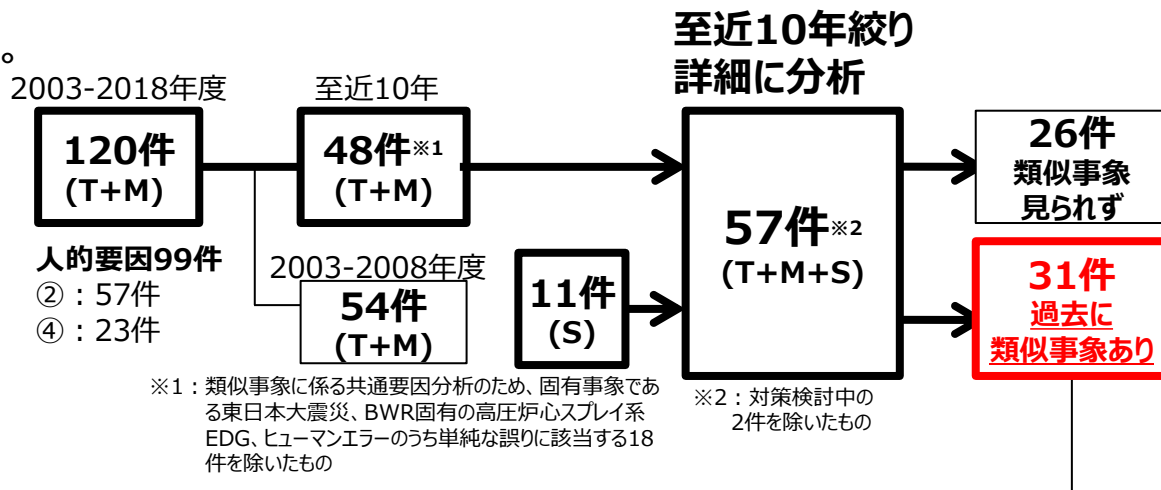 。
2003-2018年度
120件
(T+M)
人的要因99件
②：57件
④：23件
至近10年
48件※1
(T+M)
2003-2008年度
54件
(T+M)
11件
(S)
※1：類似事象に係る共通要因分析のため、固有事象であ
る東日本大震災、BWR固有の高圧炉心スプレイ系
EDG、ヒューマンエラーのうち単純な誤りに該当する18
件を除いたもの
至近10年絞り
詳細に分析
57件※2
(T+M+S)
※2：対策検討中の
2件を除いたもの
26件
類似事象
見られず
31件
過去に
類似事象あり